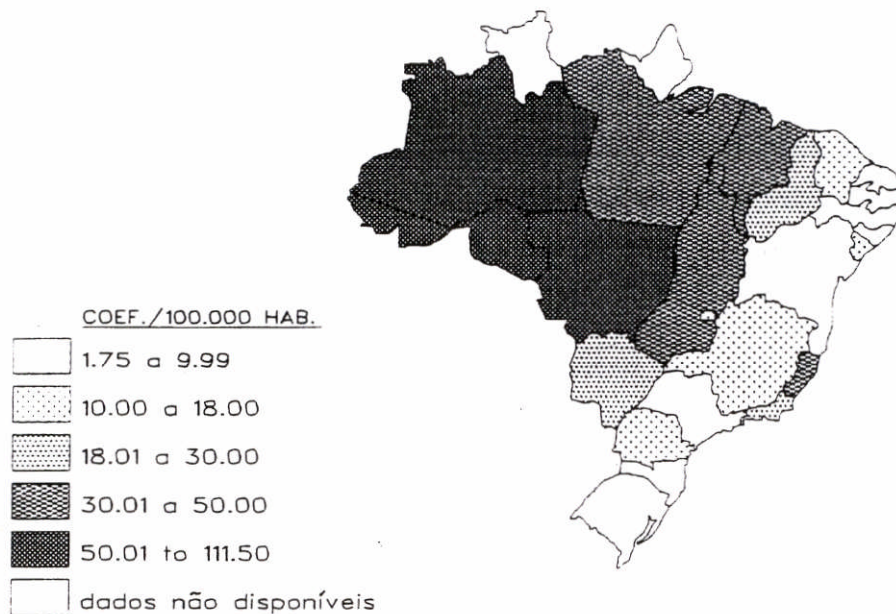 COEF./100.000 HAB.
1.75 a 9.99
10.00 a 18.00
18.01 a 30.00
30.01 a 50.00
50.01 to 111.50
dados não disponíveis